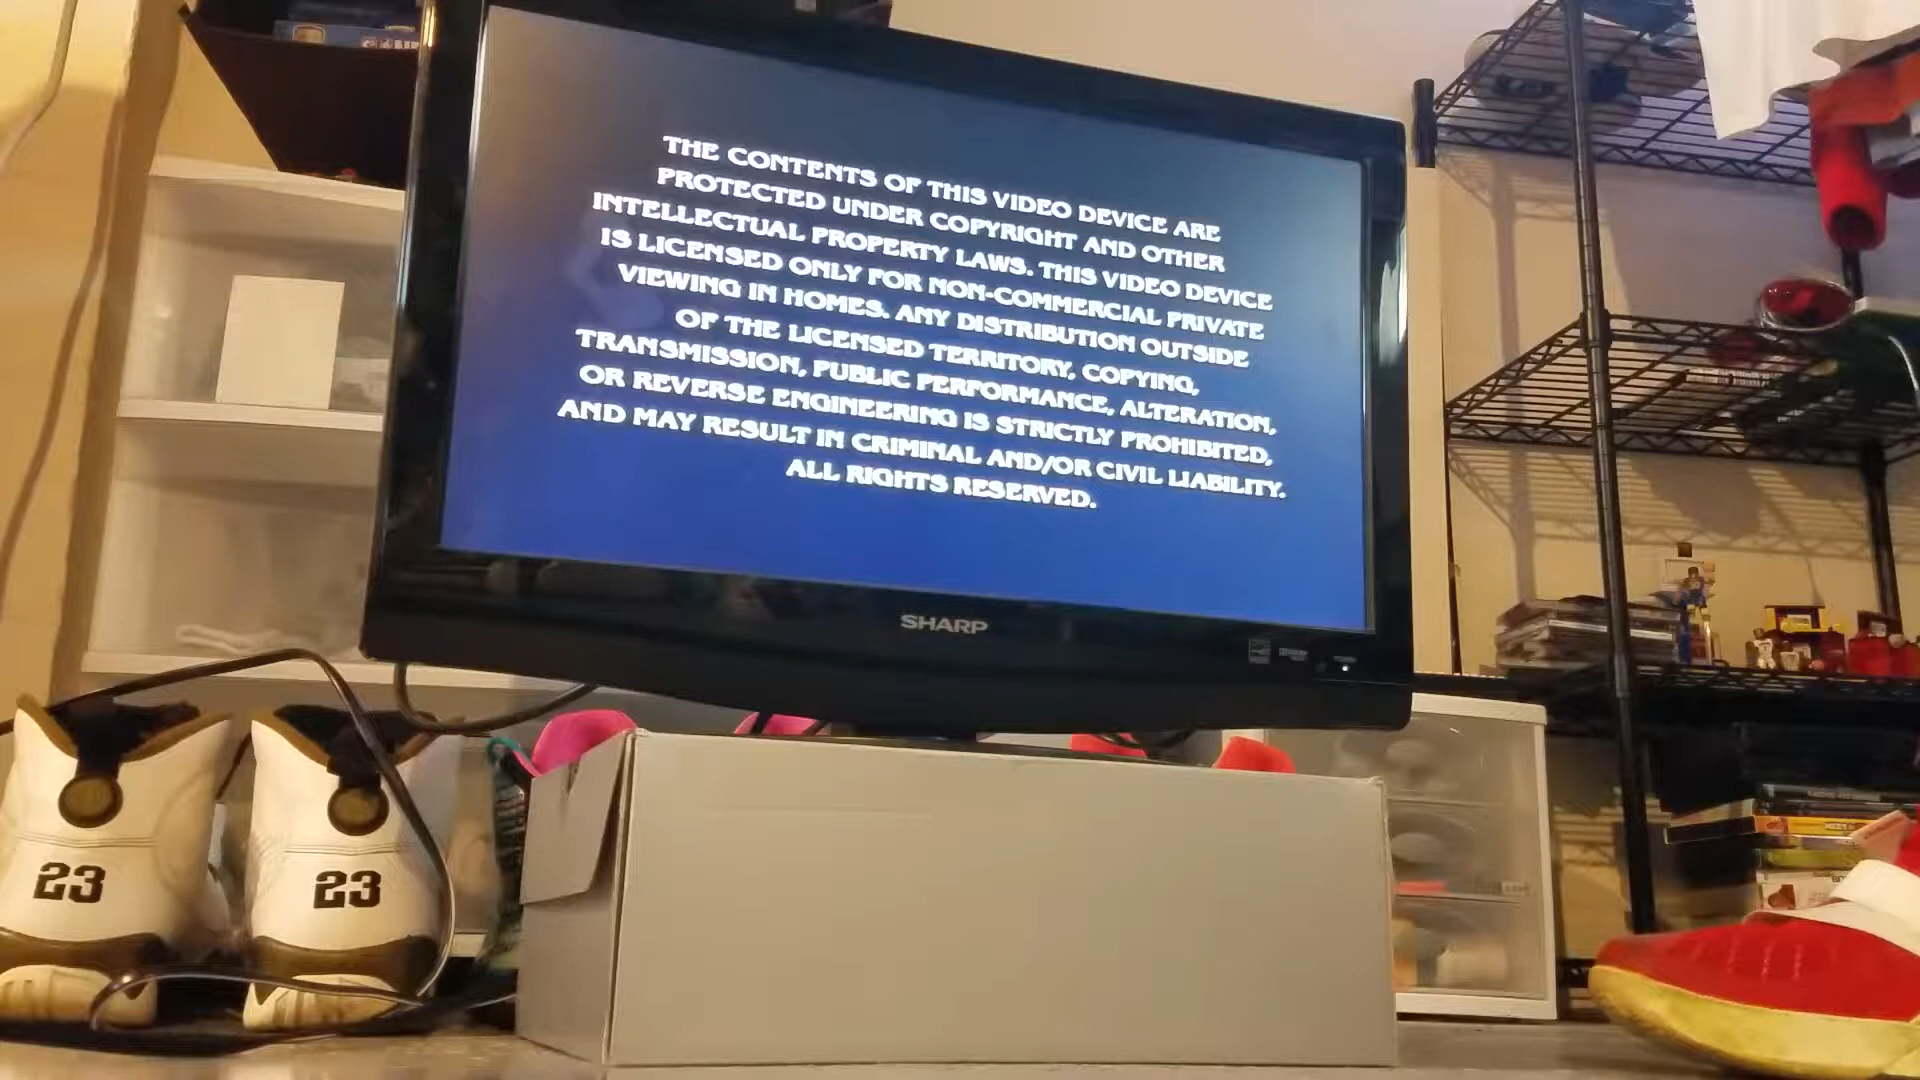 THE CONTENTS OF THIS VIDEO DEVICE ARE
PROTECTED UNDER COPYRIGHT AND OTHER
INTELLECTUAL PROPERTY LAWS. THIS VIDEO DEVICE
IS LICENSED ONLY FOR NON-COMMERCIAL PRIVATE
VIEWING IN HOMES. ANY DISTRIBUTION OUTSIDE
OF THE LICENSED TERRITORY, COPYING,
TRANSMISSION, PUBLIC PERFORMANCE, ALTERATION,
OR REVERSE ENGINEERING IS STRICTLY PROHIBITED,
AND MAY RESULT IN CRIMINAL AND/OR CIVIL LIABILITY.
ALL RIGHTS RESERVED.
SHARP
23
23